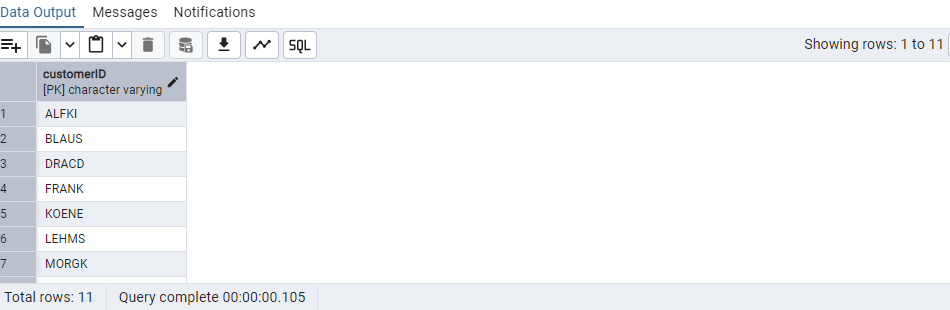 Data Output Messages Notifications
SQL Showing rows: 1 to 11
customerID
[PK] character varying
1 ALFKI
2 BLAUS
3 DRACD
4 FRANK
5 KOENE
6 LEHMS
7 MORGK
Total rows: 11 Query complete 00:00:00.105